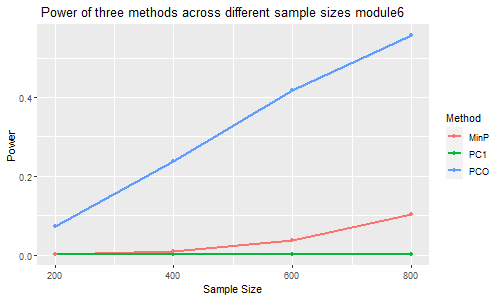 Power of three methods across different sample sizes module6
Power
0.4
0.2
0.0
200
400
600
800
Sample Size
Method
MinP
PC1
PCO